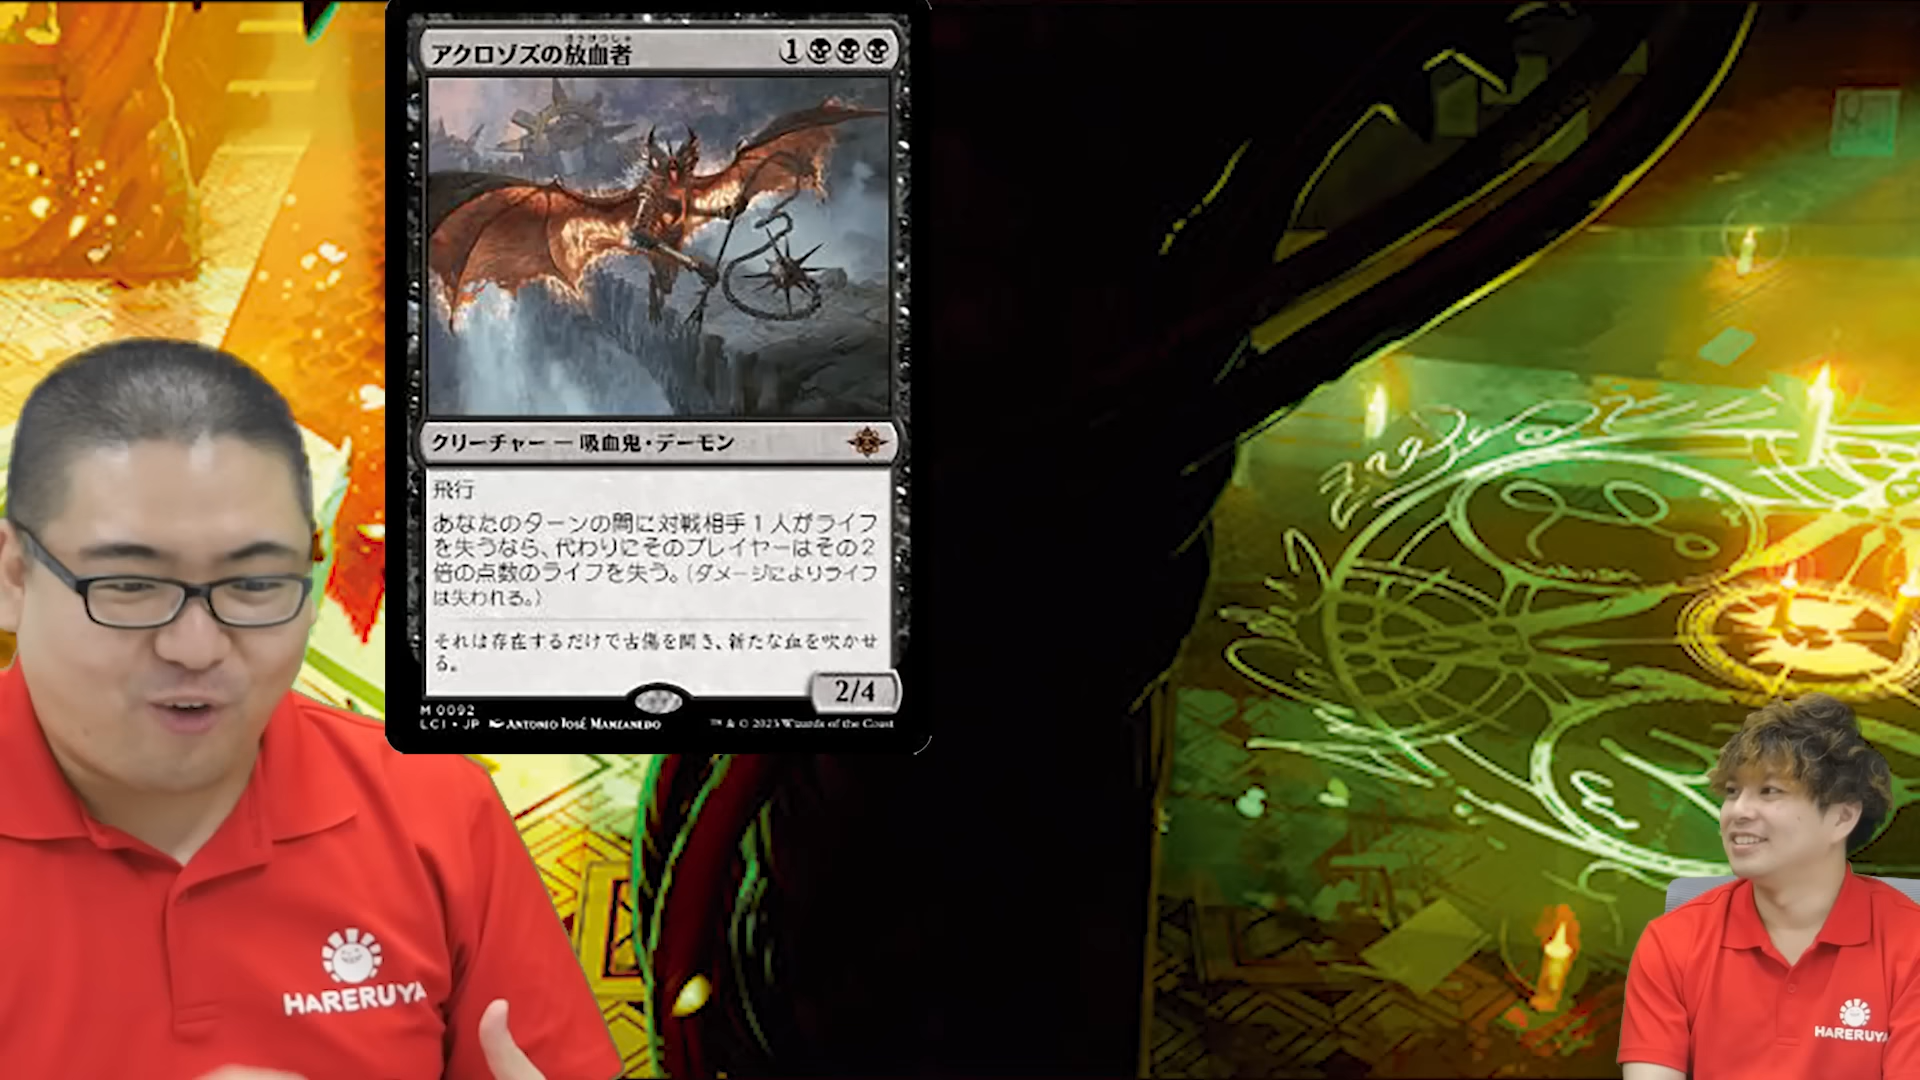 アクロゾズの放血者
1
クリーチャー — 吸血鬼・デーモン
飛行
あなたのターンの間に対戦相手1人がライフ
を失うなら、代わりにそのプレイヤーはその2
倍の点数のライフを失う。(ダメージによりライフ
は失われる。)
それは存在するだけで古傷を開き、新たな血を吹かせ
る。
2/4
M 0092
LCI • JP ANTONIO JOSÉ MANZANEDO
™ & © 2023 Wizards of the Coast
HARERUYA
HARERUYA